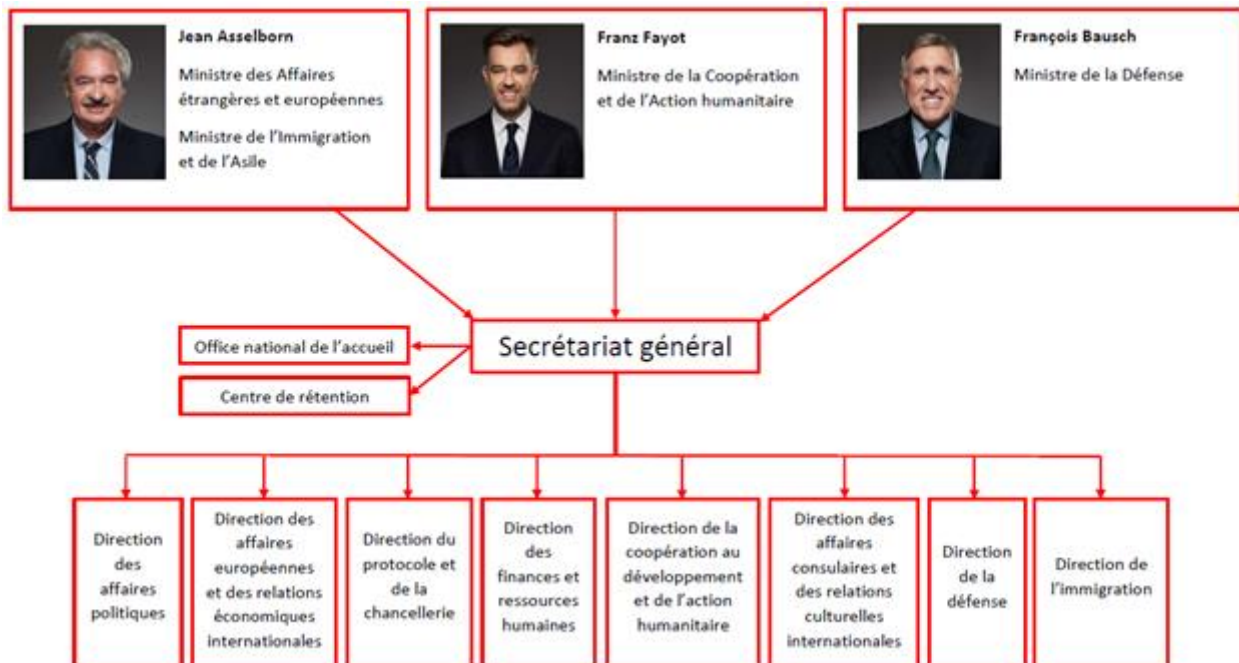 Jean Asselborn
Ministre des Affaires
étrangères et européennes
Ministre de l'Immigration
et de l'Asile
Franz Fayot
Ministre de la Coopération
et de l'Action humanitaire
François Bausch
Ministre de la Défense
Secrétariat général
Office national de l'accueil
Centre de rétention
Direction
des
affaires
politiques
Direction des
affaires
européennes
et des relations
économiques
internationales
Direction du
protocole et
de la
chancellerie
Direction
des
finances et
ressources
humaines
Direction de la
coopération au
développement
et de l'action
humanitaire
Direction des
affaires
consulaires et
des relations
culturelles
internationales
Direction
de la
défense
Direction de
l'immigration